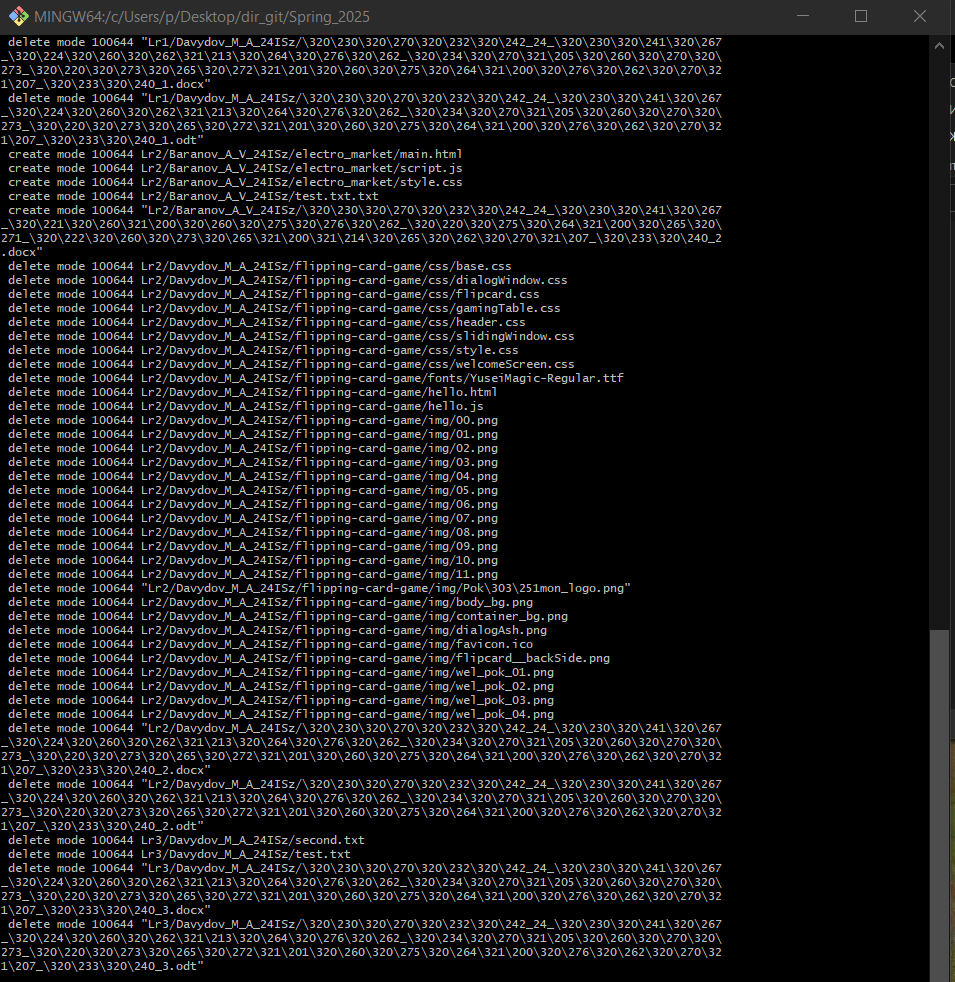 MINGW64:/c/Users/p/Desktop/dir_git/Spring_2025
delete mode 100644 "Lr1/Davydov_M_A_24ISz/\320\230\320\270\320\232\320\242_24_\320\230\320\241\320\267
_\320\224\320\260\320\262\321\213\320\264\320\276\320\262_\320\234\320\270\321\205\320\260\320\270\320\
273_\320\220\320\273\320\265\320\272\321\201\320\260\320\275\320\264\321\200\320\276\320\262\320\270\32
1\207_\320\233\320\240_1.docx"
delete mode 100644 "Lr1/Davydov_M_A_24ISz/\320\230\320\270\320\232\320\242_24_\320\230\320\241\320\267
_\320\224\320\260\320\262\321\213\320\264\320\276\320\262_\320\234\320\270\321\205\320\260\320\270\320\
273_\320\220\320\273\320\265\320\272\321\201\320\260\320\275\320\264\321\200\320\276\320\262\320\270\32
1\207_\320\233\320\240_1.odt"
create mode 100644 Lr2/Baranov_A_V_24ISz/electro_market/main.html
create mode 100644 Lr2/Baranov_A_V_24ISz/electro_market/script.js
create mode 100644 Lr2/Baranov_A_V_24ISz/electro_market/style.css
create mode 100644 Lr2/Baranov_A_V_24ISz/test.txt.txt
create mode 100644 "Lr2/Baranov_A_V_24ISz/\320\230\320\270\320\232\320\242_24_\320\230\320\241\320\267
_\320\221\320\260\321\200\320\260\320\275\320\276\320\262_\320\220\320\275\320\264\321\200\320\265\320\
271_\320\222\320\260\320\273\320\265\321\200\321\214\320\265\320\262\320\270\321\207_\320\233\320\240_2
.docx"
delete mode 100644 Lr2/Davydov_M_A_24ISz/flipping-card-game/css/base.css
delete mode 100644 Lr2/Davydov_M_A_24ISz/flipping-card-game/css/dialogWindow.css
delete mode 100644 Lr2/Davydov_M_A_24ISz/flipping-card-game/css/flipcard.css
delete mode 100644 Lr2/Davydov_M_A_24ISz/flipping-card-game/css/gamingTable.css
delete mode 100644 Lr2/Davydov_M_A_24ISz/flipping-card-game/css/header.css
delete mode 100644 Lr2/Davydov_M_A_24ISz/flipping-card-game/css/slidingWindow.css
delete mode 100644 Lr2/Davydov_M_A_24ISz/flipping-card-game/css/style.css
delete mode 100644 Lr2/Davydov_M_A_24ISz/flipping-card-game/css/welcomeScreen.css
delete mode 100644 Lr2/Davydov_M_A_24ISz/flipping-card-game/fonts/YuseiMagic-Regular.ttf
delete mode 100644 Lr2/Davydov_M_A_24ISz/flipping-card-game/hello.html
delete mode 100644 Lr2/Davydov_M_A_24ISz/flipping-card-game/hello.js
delete mode 100644 Lr2/Davydov_M_A_24ISz/flipping-card-game/img/00.png
delete mode 100644 Lr2/Davydov_M_A_24ISz/flipping-card-game/img/01.png
delete mode 100644 Lr2/Davydov_M_A_24ISz/flipping-card-game/img/02.png
delete mode 100644 Lr2/Davydov_M_A_24ISz/flipping-card-game/img/03.png
delete mode 100644 Lr2/Davydov_M_A_24ISz/flipping-card-game/img/04.png
delete mode 100644 Lr2/Davydov_M_A_24ISz/flipping-card-game/img/05.png
delete mode 100644 Lr2/Davydov_M_A_24ISz/flipping-card-game/img/06.png
delete mode 100644 Lr2/Davydov_M_A_24ISz/flipping-card-game/img/07.png
delete mode 100644 Lr2/Davydov_M_A_24ISz/flipping-card-game/img/08.png
delete mode 100644 Lr2/Davydov_M_A_24ISz/flipping-card-game/img/09.png
delete mode 100644 Lr2/Davydov_M_A_24ISz/flipping-card-game/img/10.png
delete mode 100644 Lr2/Davydov_M_A_24ISz/flipping-card-game/img/11.png
delete mode 100644 "Lr2/Davydov_M_A_24ISz/flipping-card-game/img/Pok\303\251mon_logo.png"
delete mode 100644 Lr2/Davydov_M_A_24ISz/flipping-card-game/img/body_bg.png
delete mode 100644 Lr2/Davydov_M_A_24ISz/flipping-card-game/img/container_bg.png
delete mode 100644 Lr2/Davydov_M_A_24ISz/flipping-card-game/img/dialogAsh.png
delete mode 100644 Lr2/Davydov_M_A_24ISz/flipping-card-game/img/favicon.ico
delete mode 100644 Lr2/Davydov_M_A_24ISz/flipping-card-game/img/flipcard__backSide.png
delete mode 100644 Lr2/Davydov_M_A_24ISz/flipping-card-game/img/wel_pok_01.png
delete mode 100644 Lr2/Davydov_M_A_24ISz/flipping-card-game/img/wel_pok_02.png
delete mode 100644 Lr2/Davydov_M_A_24ISz/flipping-card-game/img/wel_pok_03.png
delete mode 100644 Lr2/Davydov_M_A_24ISz/flipping-card-game/img/wel_pok_04.png
delete mode 100644 "Lr2/Davydov_M_A_24ISz/\320\230\320\270\320\232\320\242_24_\320\230\320\241\320\267
_\320\224\320\260\320\262\321\213\320\264\320\276\320\262_\320\234\320\270\321\205\320\260\320\270\320\
273_\320\220\320\273\320\265\320\272\321\201\320\260\320\275\320\264\321\200\320\276\320\262\320\270\32
1\207_\320\233\320\240_2.docx"
delete mode 100644 "Lr2/Davydov_M_A_24ISz/\320\230\320\270\320\232\320\242_24_\320\230\320\241\320\267
_\320\224\320\260\320\262\321\213\320\264\320\276\320\262_\320\234\320\270\321\205\320\260\320\270\320\
273_\320\220\320\273\320\265\320\272\321\201\320\260\320\275\320\264\321\200\320\276\320\262\320\270\32
1\207_\320\233\320\240_2.odt"
delete mode 100644 Lr3/Davydov_M_A_24ISz/second.txt
delete mode 100644 Lr3/Davydov_M_A_24ISz/test.txt
delete mode 100644 "Lr3/Davydov_M_A_24ISz/\320\230\320\270\320\232\320\242_24_\320\230\320\241\320\267
_\320\224\320\260\320\262\321\213\320\264\320\276\320\262_\320\234\320\270\321\205\320\260\320\270\320\
273_\320\220\320\273\320\265\320\272\321\201\320\260\320\275\320\264\321\200\320\276\320\262\320\270\32
1\207_\320\233\320\240_3.docx"
delete mode 100644 "Lr3/Davydov_M_A_24ISz/\320\230\320\270\320\232\320\242_24_\320\230\320\241\320\267
_\320\224\320\260\320\262\321\213\320\264\320\276\320\262_\320\234\320\270\321\205\320\260\320\270\320\
273_\320\220\320\273\320\265\320\272\321\201\320\260\320\275\320\264\321\200\320\276\320\262\320\270\32
1\207_\320\233\320\240_3.odt"